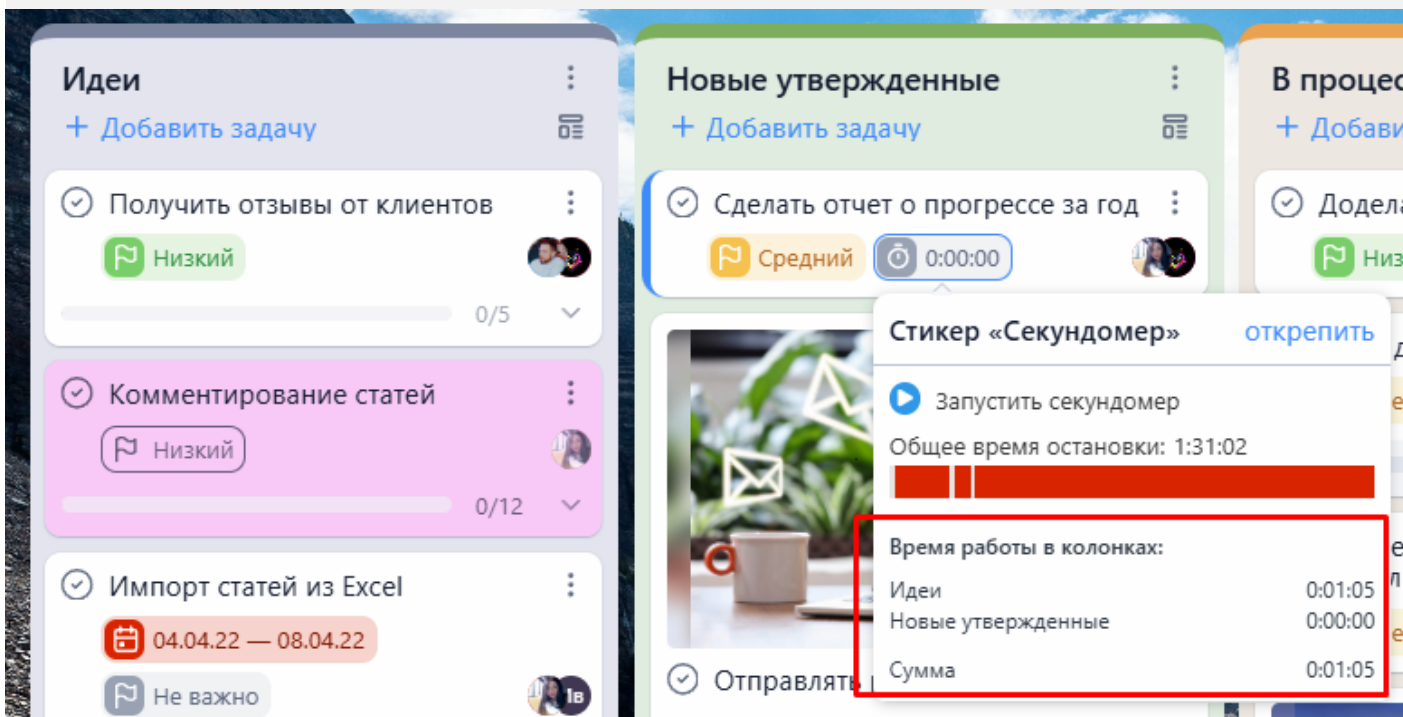 Идеи
+ Добавить задачу
Получить отзывы от клиентов
Низкий
0/5
Комментирование статей
Низкий
0/12
Импорт статей из Excel
04.04.22 — 08.04.22
Не важно
Новые утвержденные
+ Добавить задачу
Сделать отчет о прогрессе за год
Средний
0:00:00
Стикер «Секундомер» открепить
Запустить секундомер
Общее время остановки: 1:31:02
Время работы в колонках:
Идеи 0:01:05
Новые утвержденные 0:00:00
Сумма 0:01:05
Отправлять
В процес
+ Добави
Додела
Низ